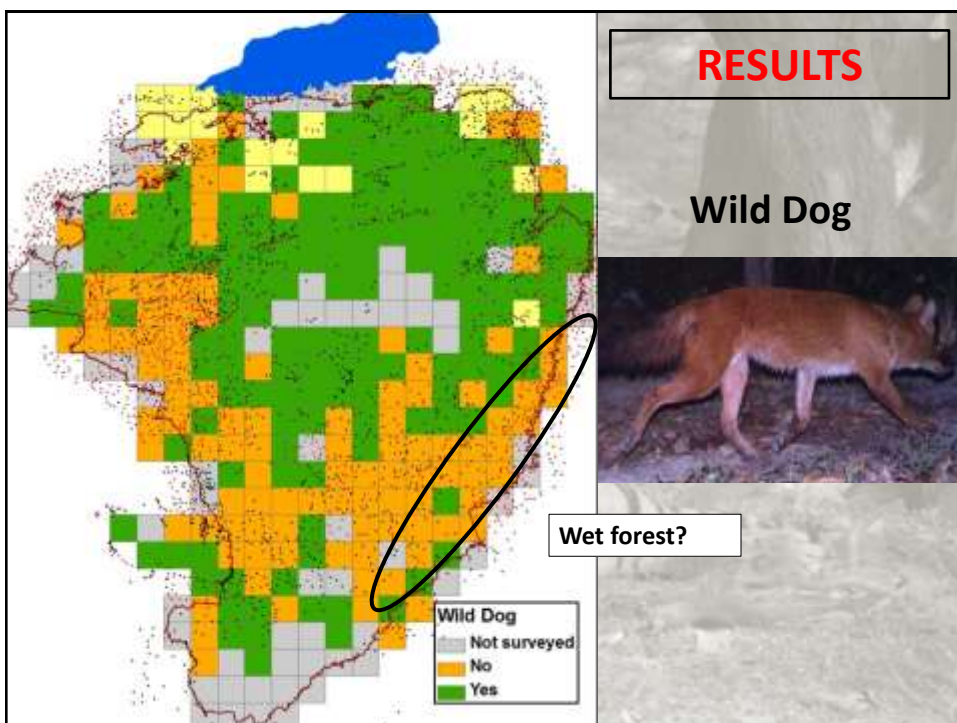 RESULTS
Wild Dog
Wet forest?
Wild Dog
Not surveyed
No
Yes